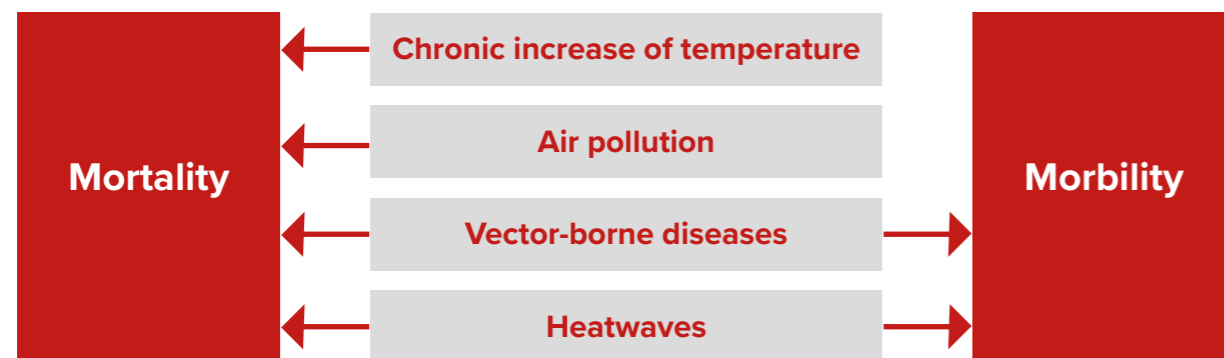 Chronic increase of temperature
Air pollution
Mortality
Morbility
Vector-borne diseases
Heatwaves